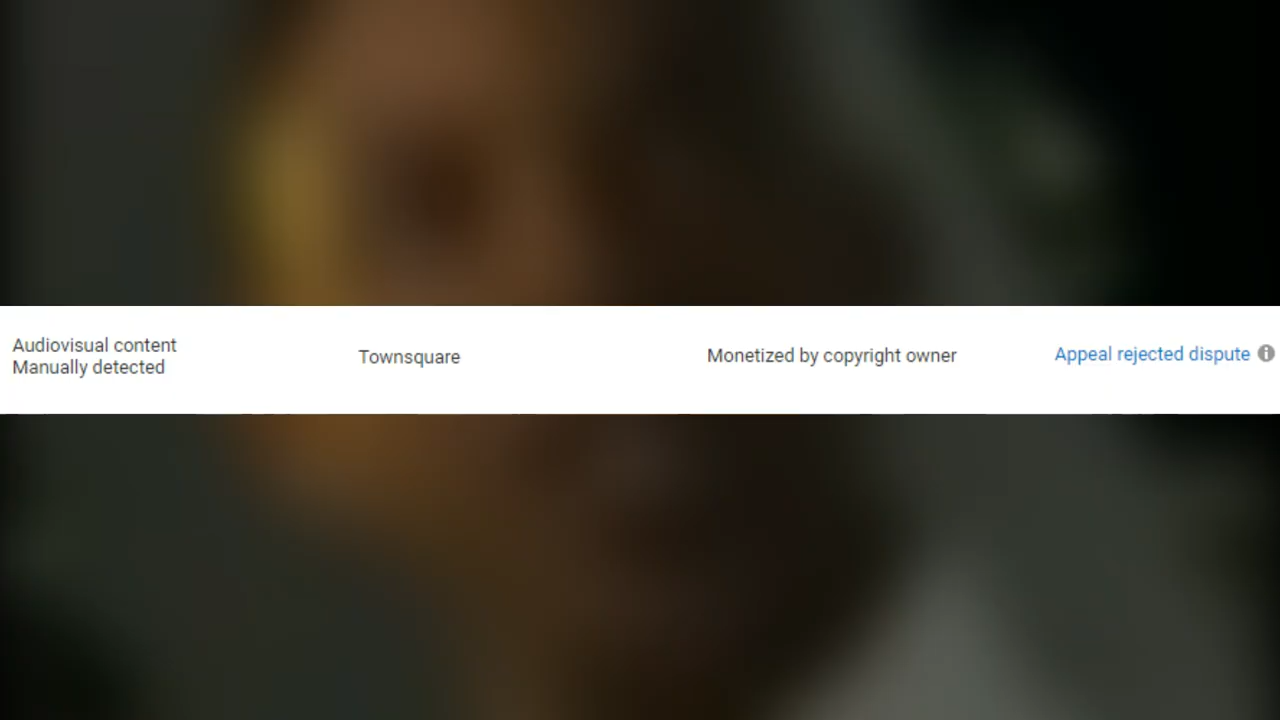 Audiovisual content
Manually detected
Townsquare
Monetized by copyright owner
Appeal rejected dispute